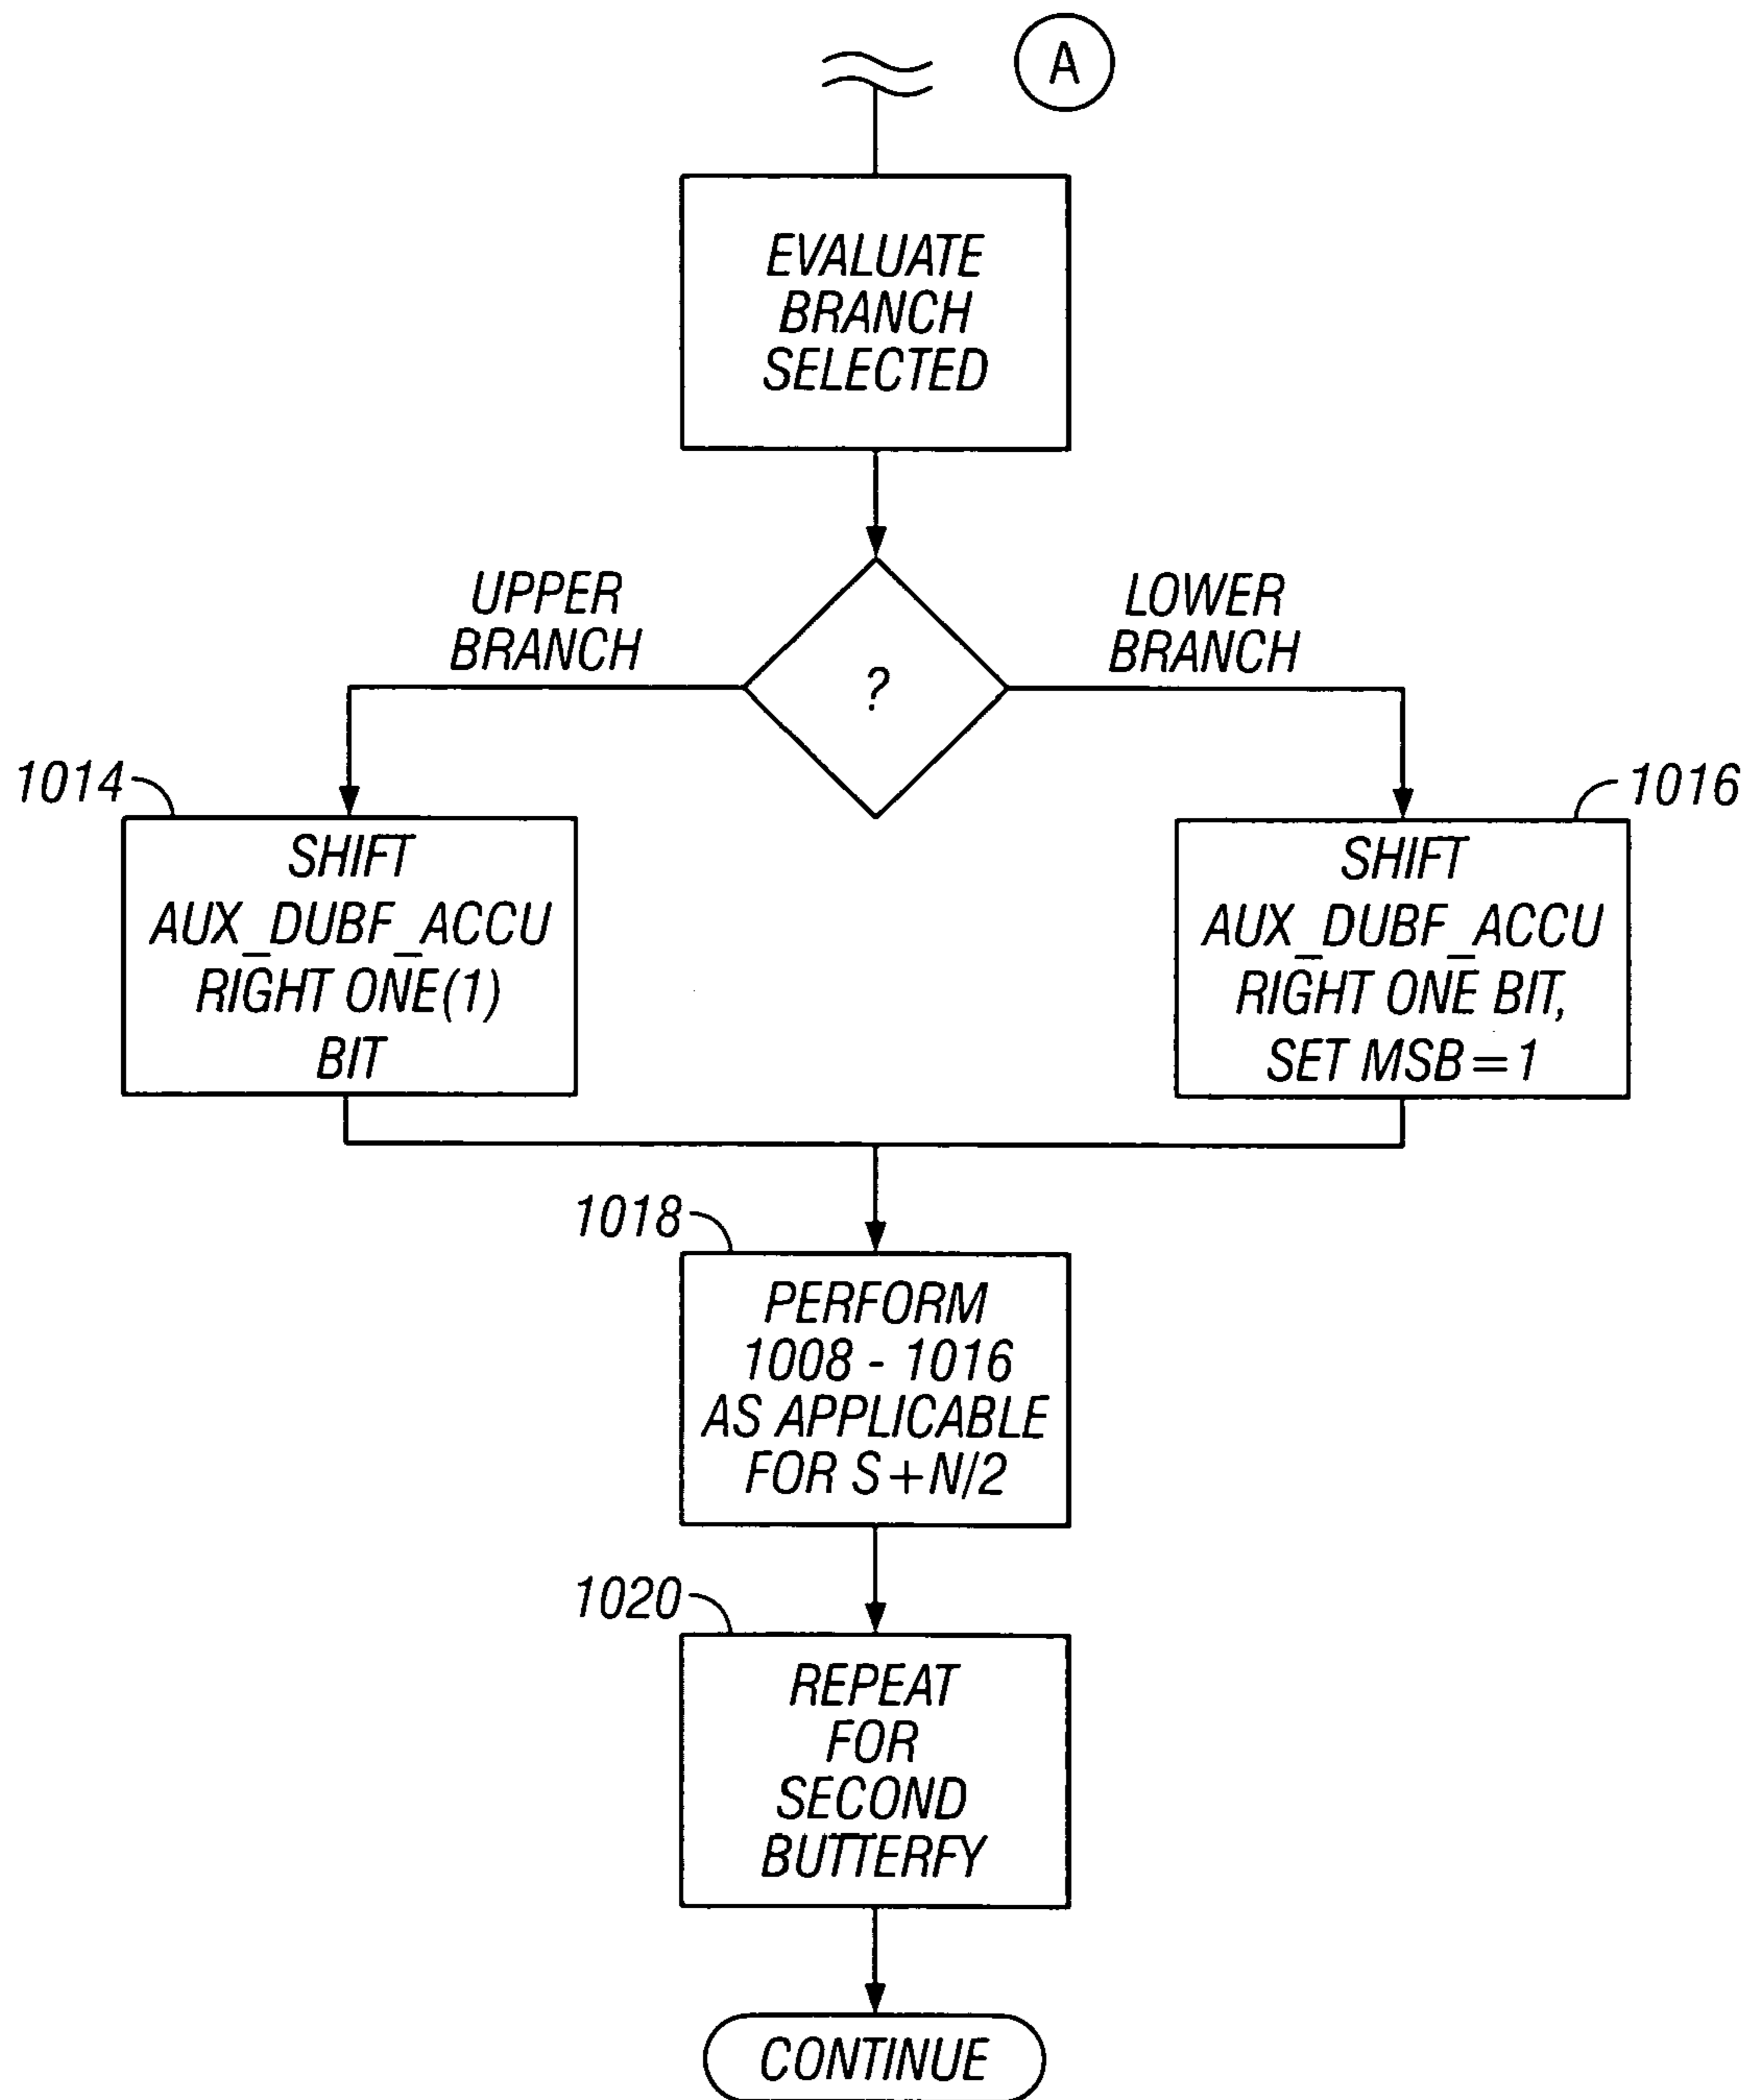 A
EVALUATE
BRANCH
SELECTED
UPPER
BRANCH
LOWER
BRANCH
?
1014
SHIFT
AUX_DUBF_ACCU
RIGHT ONE(1)
BIT
1016
SHIFT
AUX_DUBF_ACCU
RIGHT ONE BIT,
SET MSB=1
1018
PERFORM
1008 - 1016
AS APPLICABLE
FOR S+N/2
1020
REPEAT
FOR
SECOND
BUTTERFY
CONTINUE